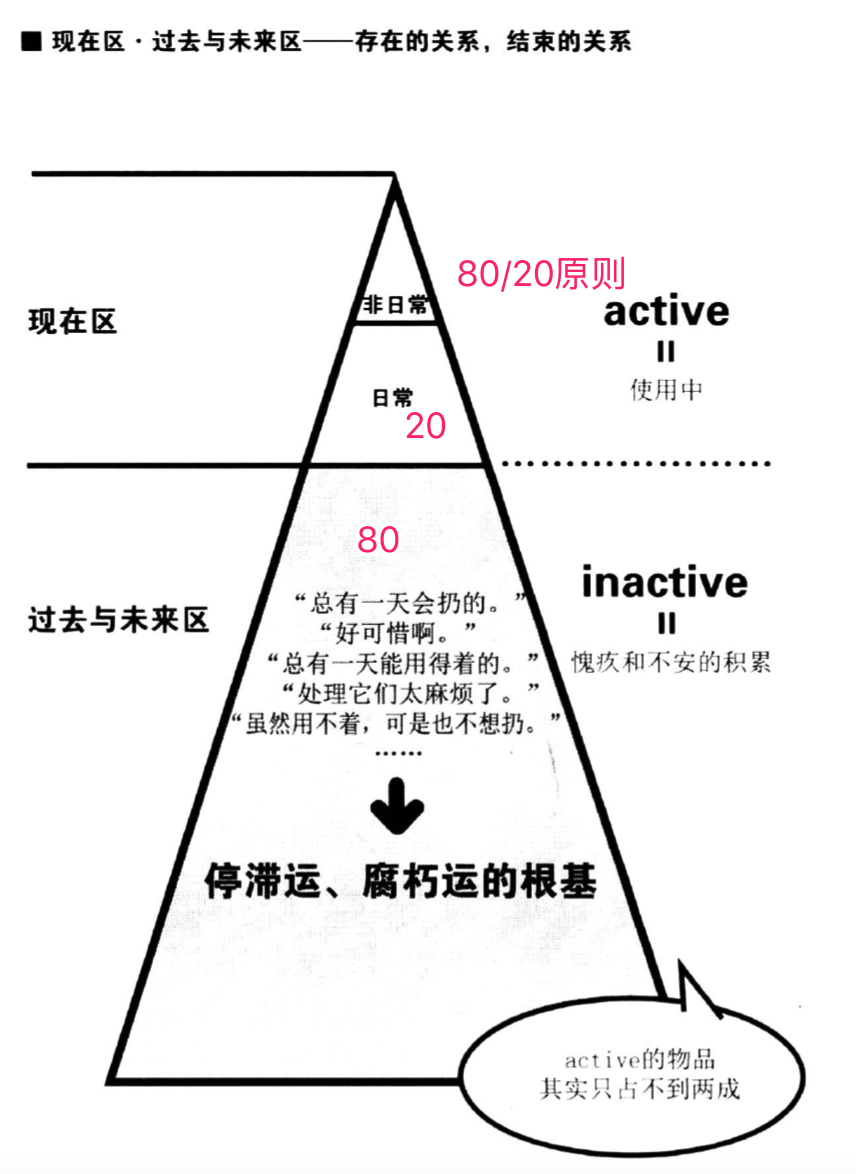 ■ 现在区·过去与未来区——存在的关系，结束的关系
80/20原则
非日常
现在区
active
=
使用中
日常
20
80
inactive
=
愧疚和不安的积累
过去与未来区
“总有一天会扔的。”
“好可惜啊。”
“总有一天能用得着的。”
“处理它们太麻烦了。”
“虽然用不着，可是也不想扔。”
……
停滞运、腐朽运的根基
active的物品
其实只占不到两成